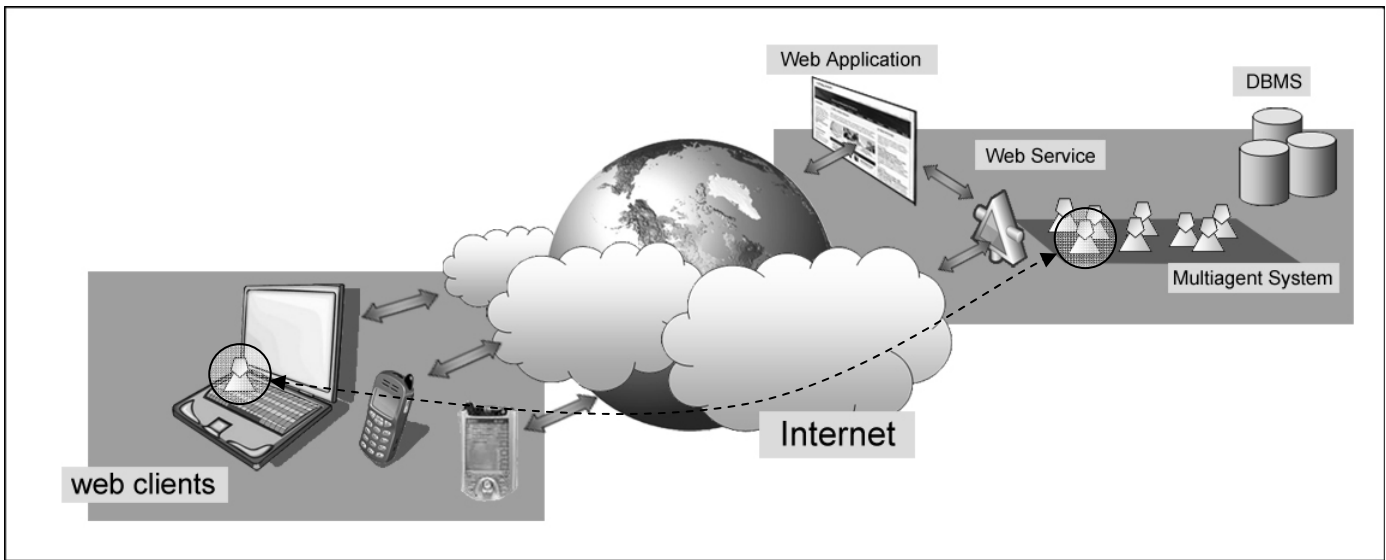 Web Application
DBMS
Web Service
Multiagent System
Internet
web clients